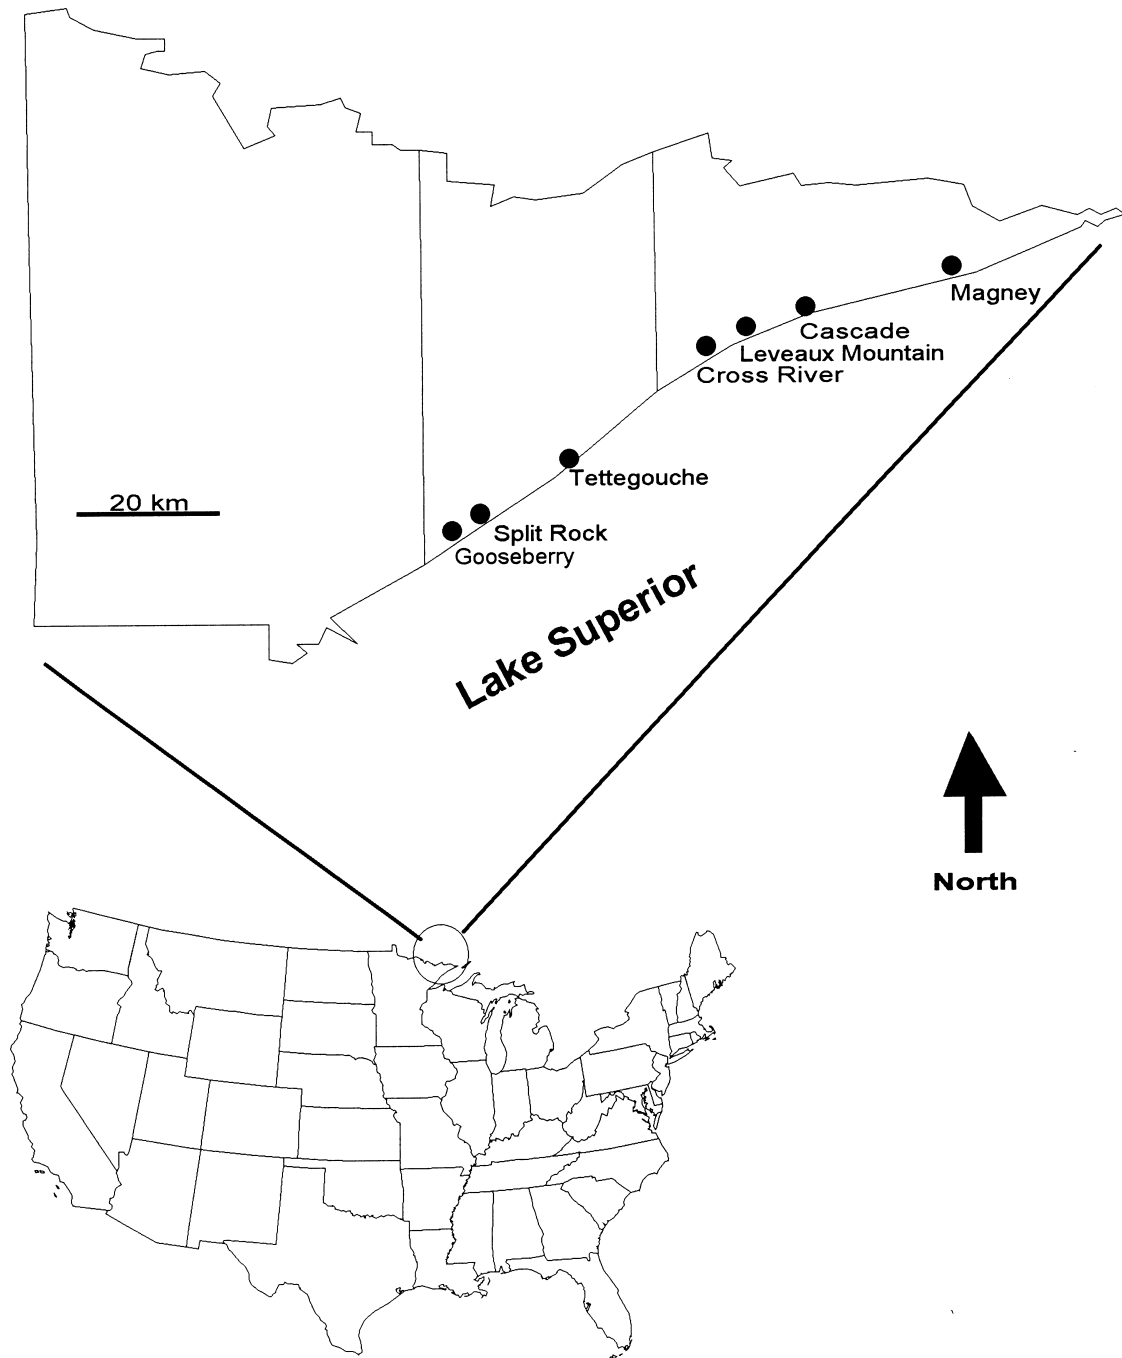 Magney
Cascade
Leveaux Mountain
Cross River
Tettegouche
20 km
Split Rock
Gooseberry
Lake Superior
North